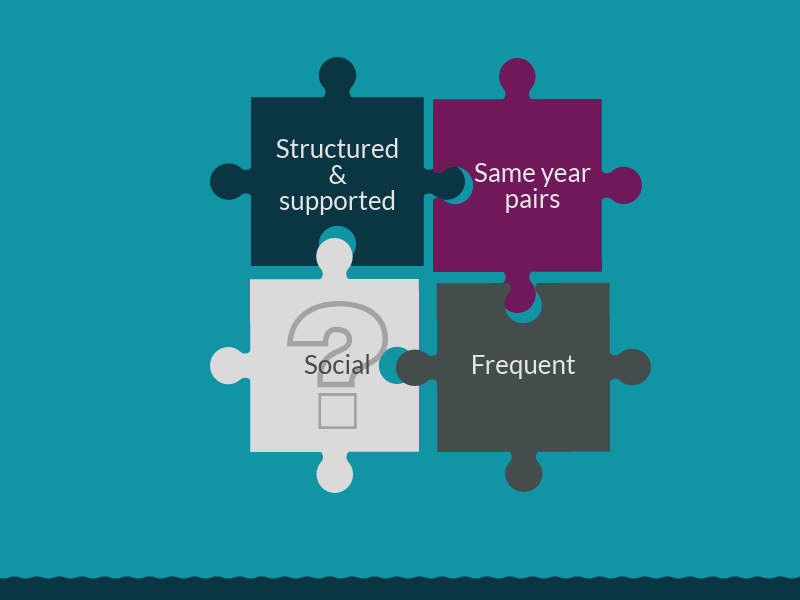 Structured
&
supported
Same year
pairs
?
Social
Frequent